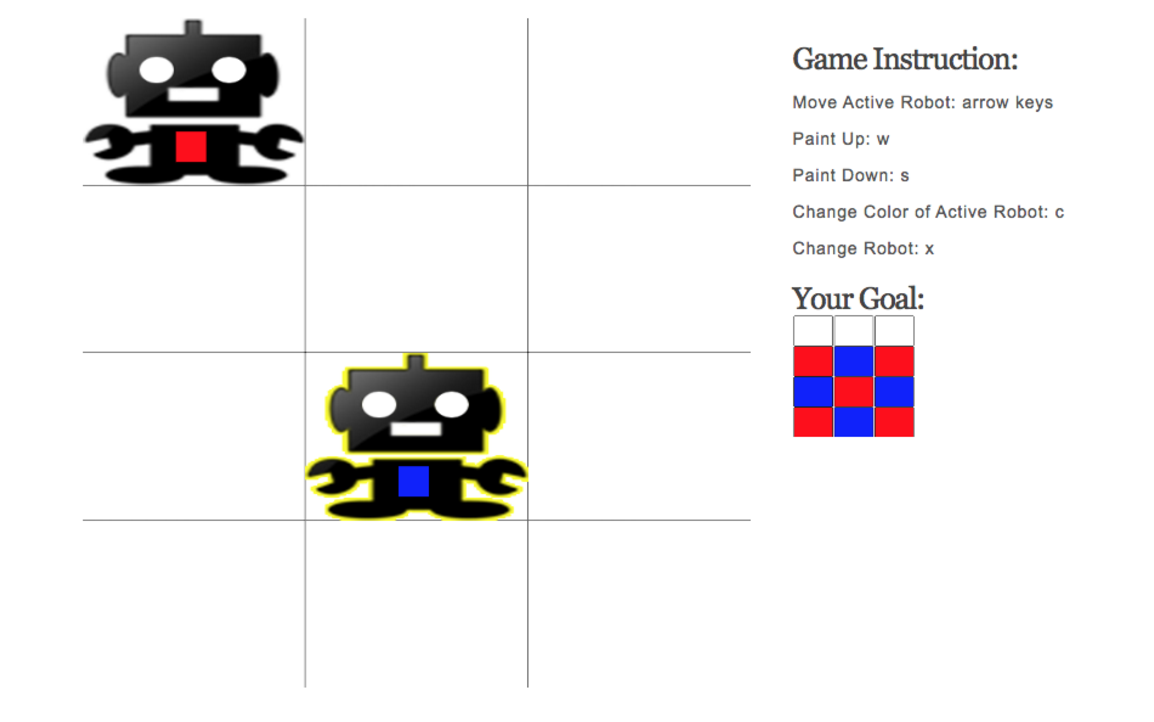 Game Instruction:
Move Active Robot: arrow keys
Paint Up: w
Paint Down: s
Change Color of Active Robot: c
Change Robot: x
Your Goal: